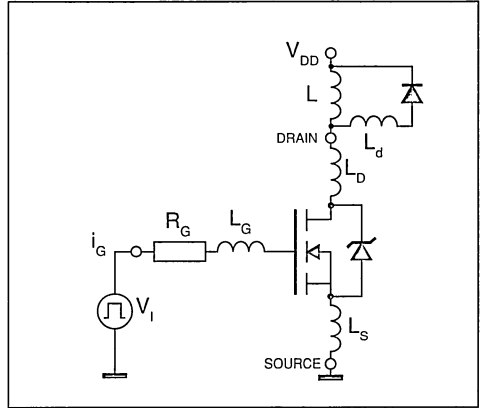 V_DD
L
DRAIN
L_d
L_D
R_G
L_G
i_G
V_I
L_S
SOURCE